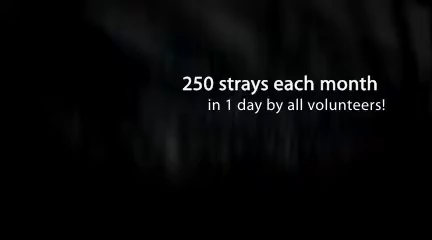 250 strays each month
in 1 day by all volunteers!